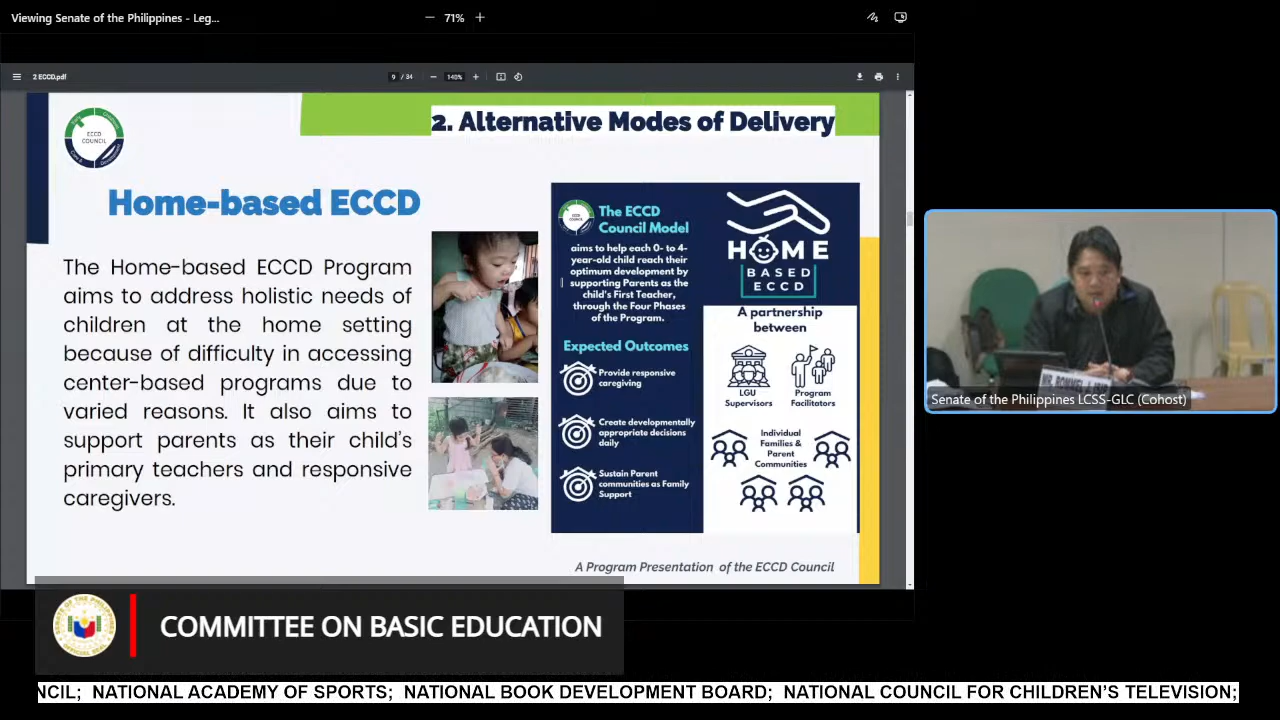 Viewing Senate of the Philippines - Leg...
71%
2 ECCD.pdf
9 / 34
140%
2. Alternative Modes of Delivery
ECCD
COUNCIL
Home-based ECCD
The Home-based ECCD Program
aims to address holistic needs of
children at the home setting
because of difficulty in accessing
center-based programs due to
varied reasons. It also aims to
support parents as their child's
primary teachers and responsive
caregivers.
The ECCD
Council Model
aims to help each 0- to 4-
year-old child reach their
optimum development by
supporting Parents as the
child's First Teacher,
through the Four Phases
of the Program.
Expected Outcomes
Provide responsive
caregiving
Create developmentally
appropriate decisions
daily
Sustain Parent
communities as Family
Support
HOME
BASED
ECCD
A partnership
between
LGU
Supervisors
Program
Facilitators
Individual
Families &
Parent
Communities
A Program Presentation of the ECCD Council
Senate of the Philippines LCSS-GLC (Cohost)
COMMITTEE ON BASIC EDUCATION
NCIL; NATIONAL ACADEMY OF SPORTS; NATIONAL BOOK DEVELOPMENT BOARD; NATIONAL COUNCIL FOR CHILDREN'S TELEVISION;